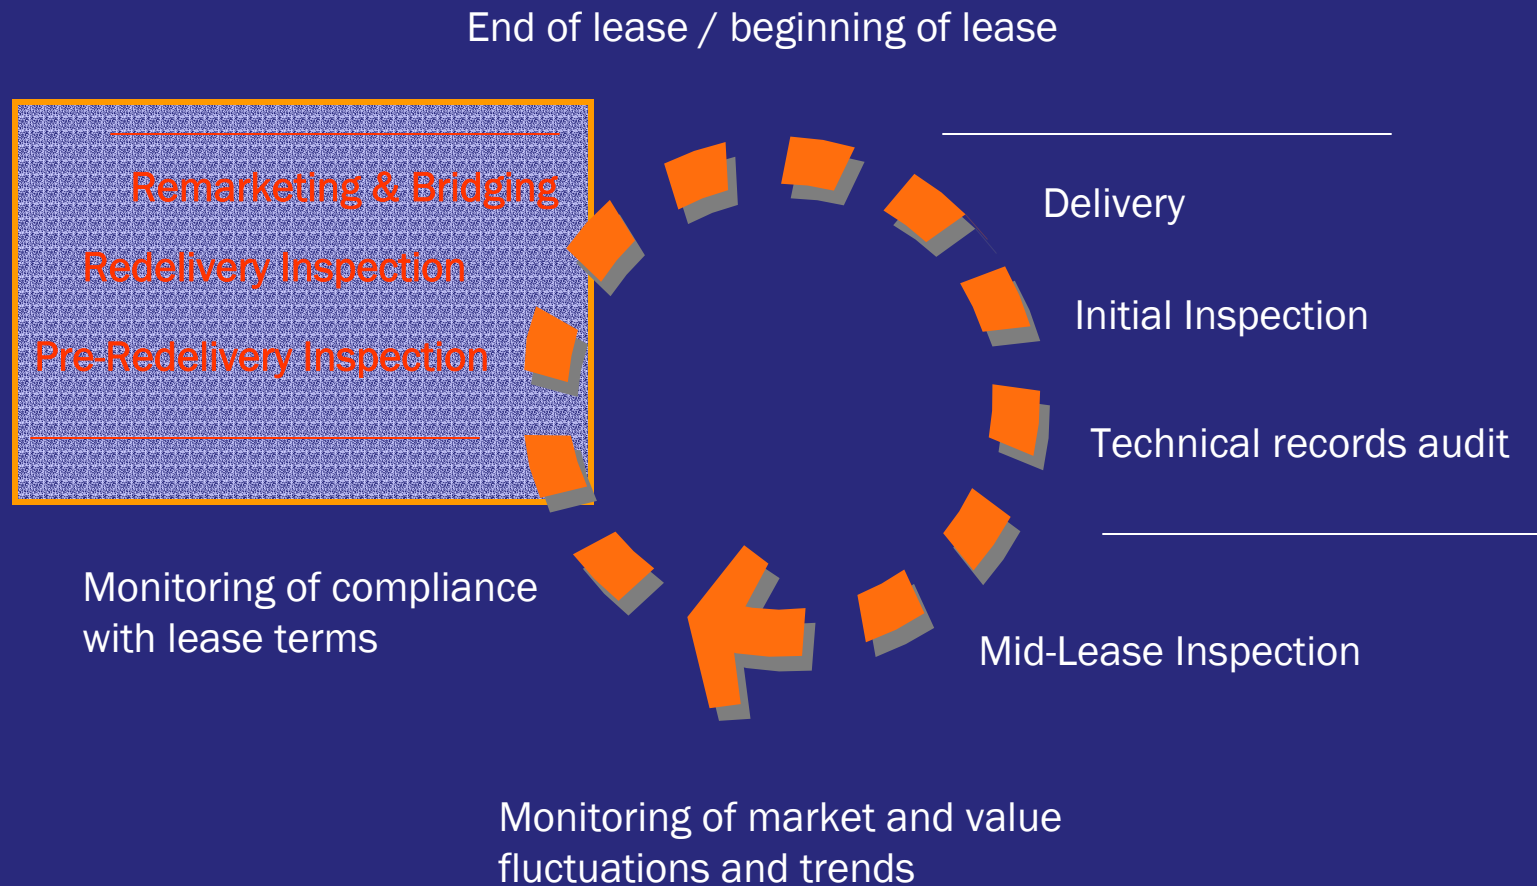 End of lease / beginning of lease
Remarketing & Bridging
Redelivery Inspection
Pre-Redelivery Inspection
Delivery
Initial Inspection
Technical records audit
Mid-Lease Inspection
Monitoring of compliance
with lease terms
Monitoring of market and value
fluctuations and trends